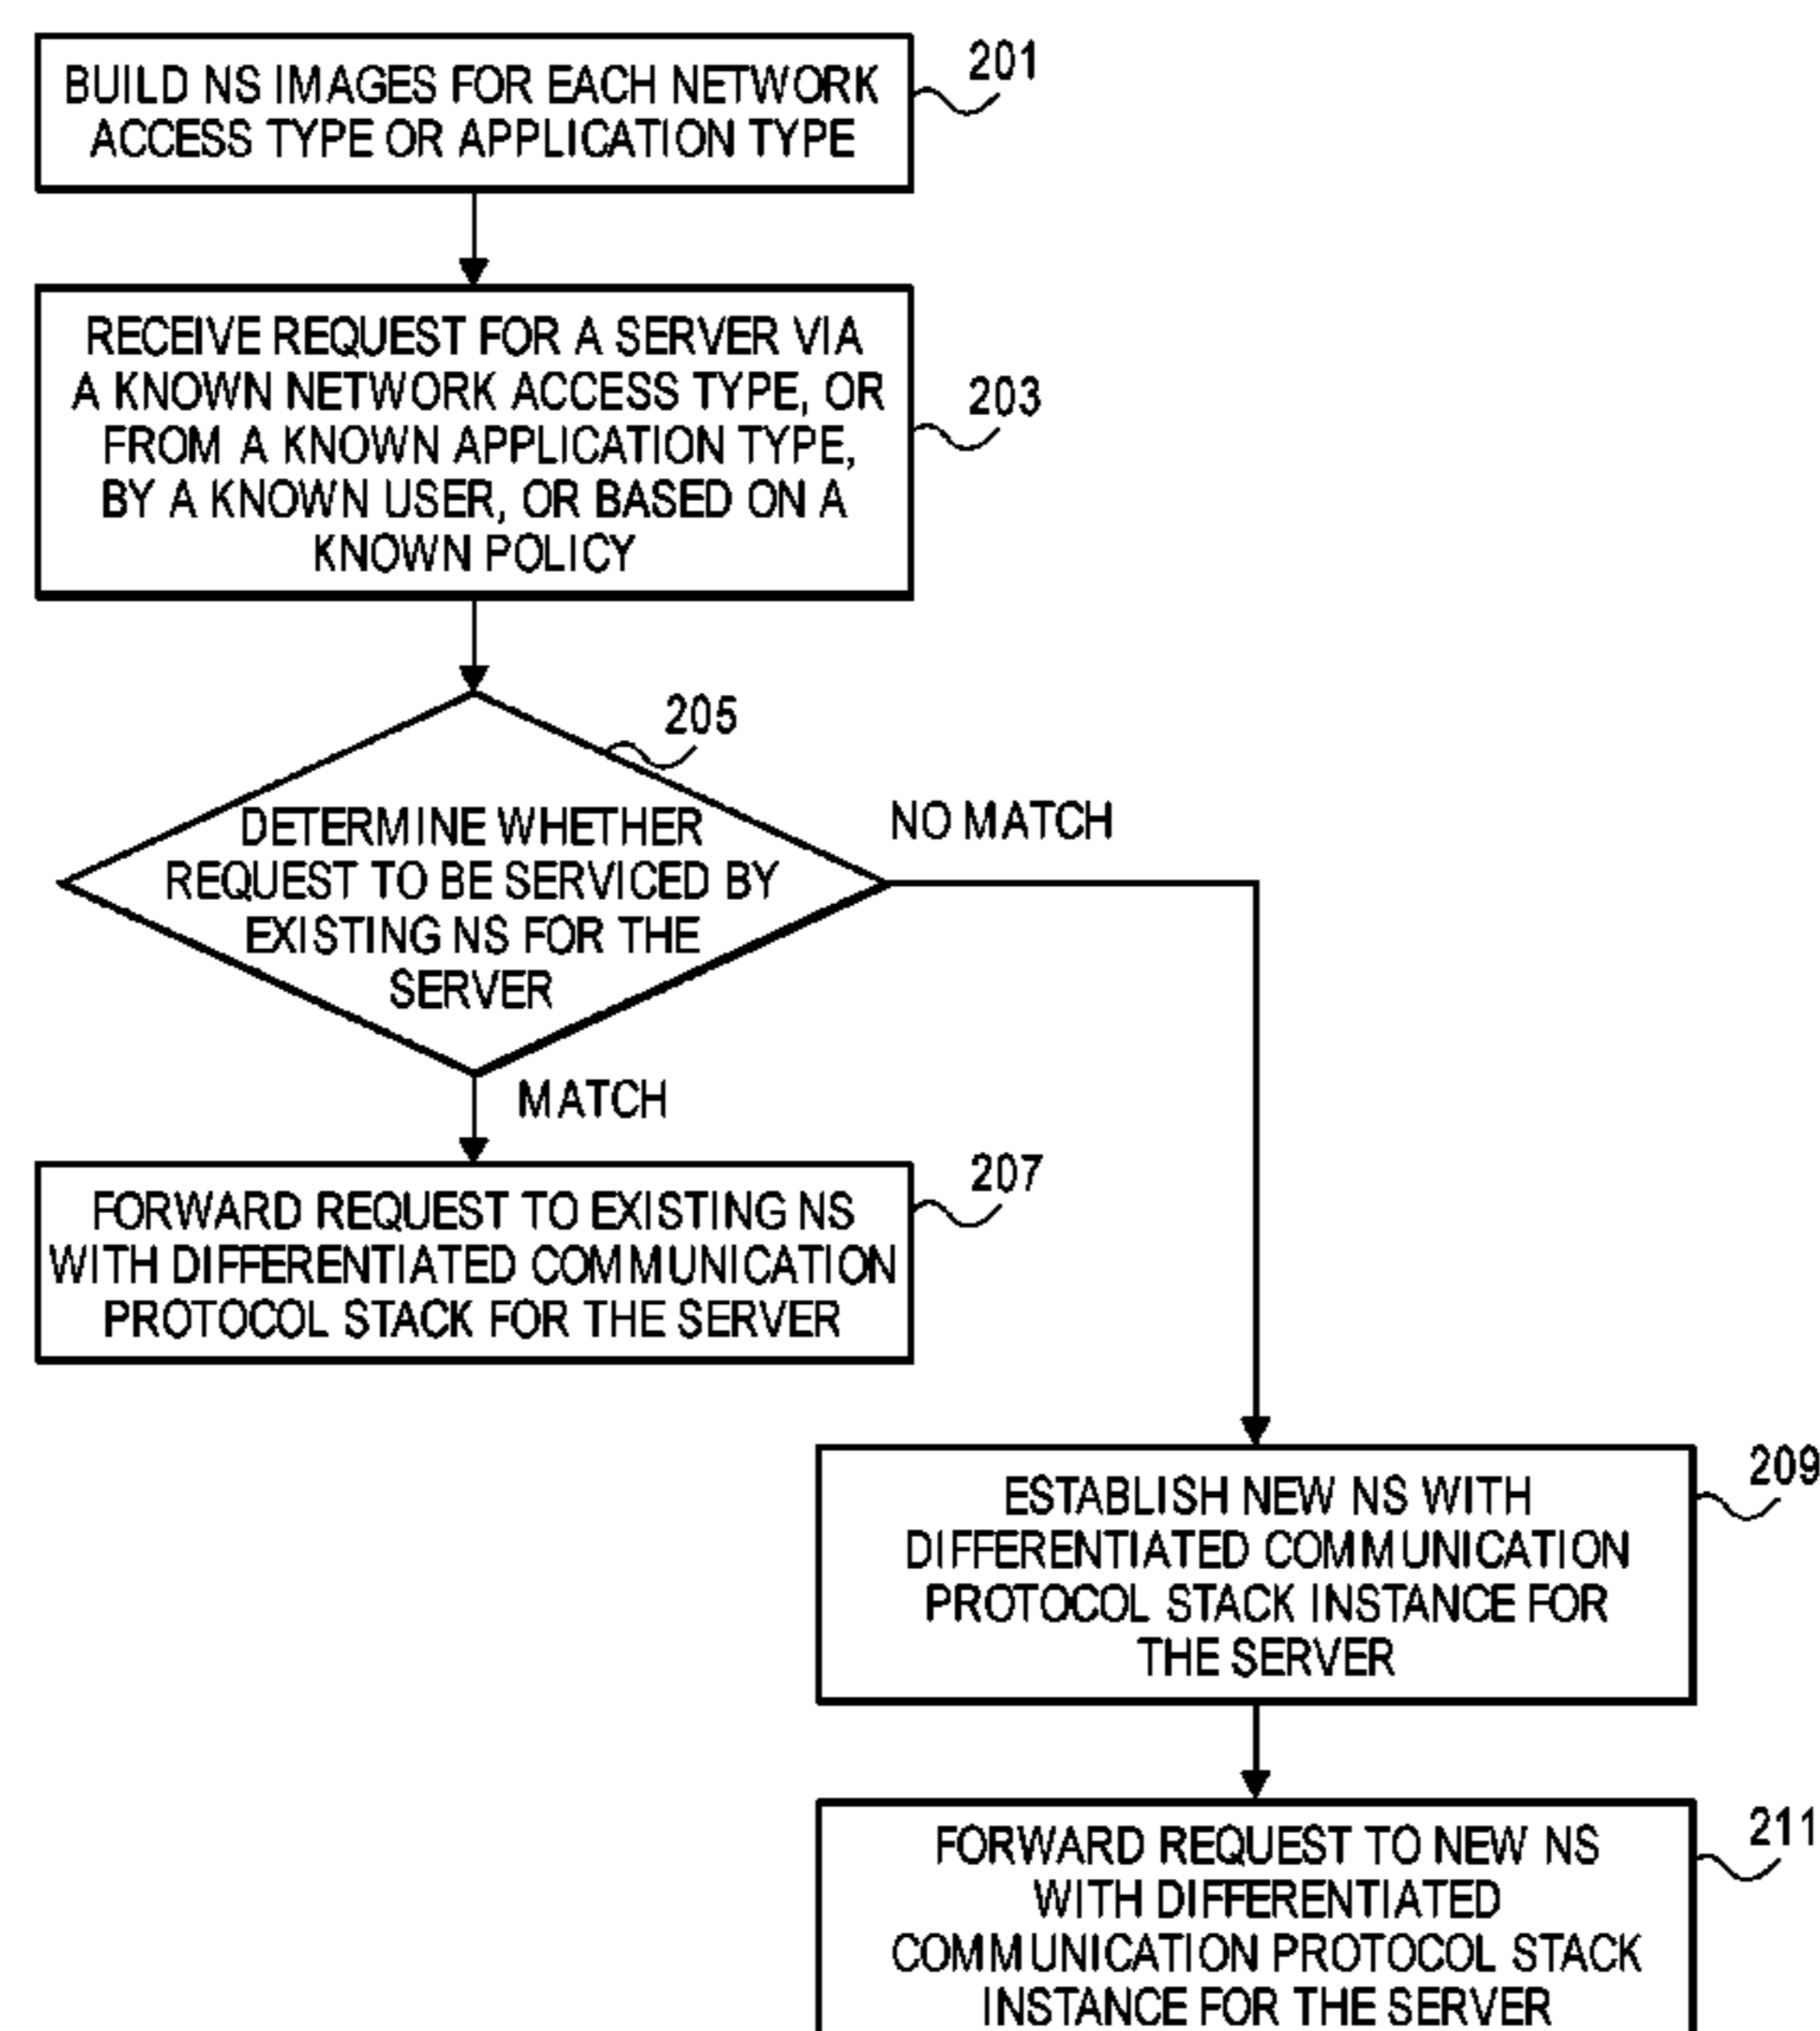 BUILD NS IMAGES FOR EACH NETWORK
ACCESS TYPE OR APPLICATION TYPE
201
RECEIVE REQUEST FOR A SERVER VIA
A KNOWN NETWORK ACCESS TYPE, OR
FROM A KNOWN APPLICATION TYPE,
BY A KNOWN USER, OR BASED ON A
KNOWN POLICY
203
205
DETERMINE WHETHER
REQUEST TO BE SERVICED BY
EXISTING NS FOR THE
SERVER
NO MATCH
MATCH
FORWARD REQUEST TO EXISTING NS
WITH DIFFERENTIATED COMMUNICATION
PROTOCOL STACK FOR THE SERVER
207
ESTABLISH NEW NS WITH
DIFFERENTIATED COMMUNICATION
PROTOCOL STACK INSTANCE FOR
THE SERVER
209
FORWARD REQUEST TO NEW NS
WITH DIFFERENTIATED
COMMUNICATION PROTOCOL STACK
INSTANCE FOR THE SERVER
211